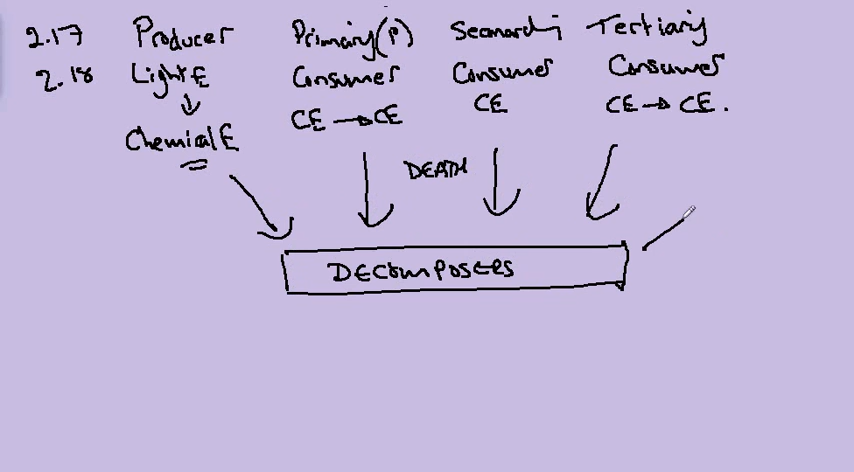 2.17 Producer Primary(P) Seconardi Tertiary
2.18 Light E Consumer Consumer Consumer
CE → CE CE CE → CE.
Chemical E
DEATH
DEComposers